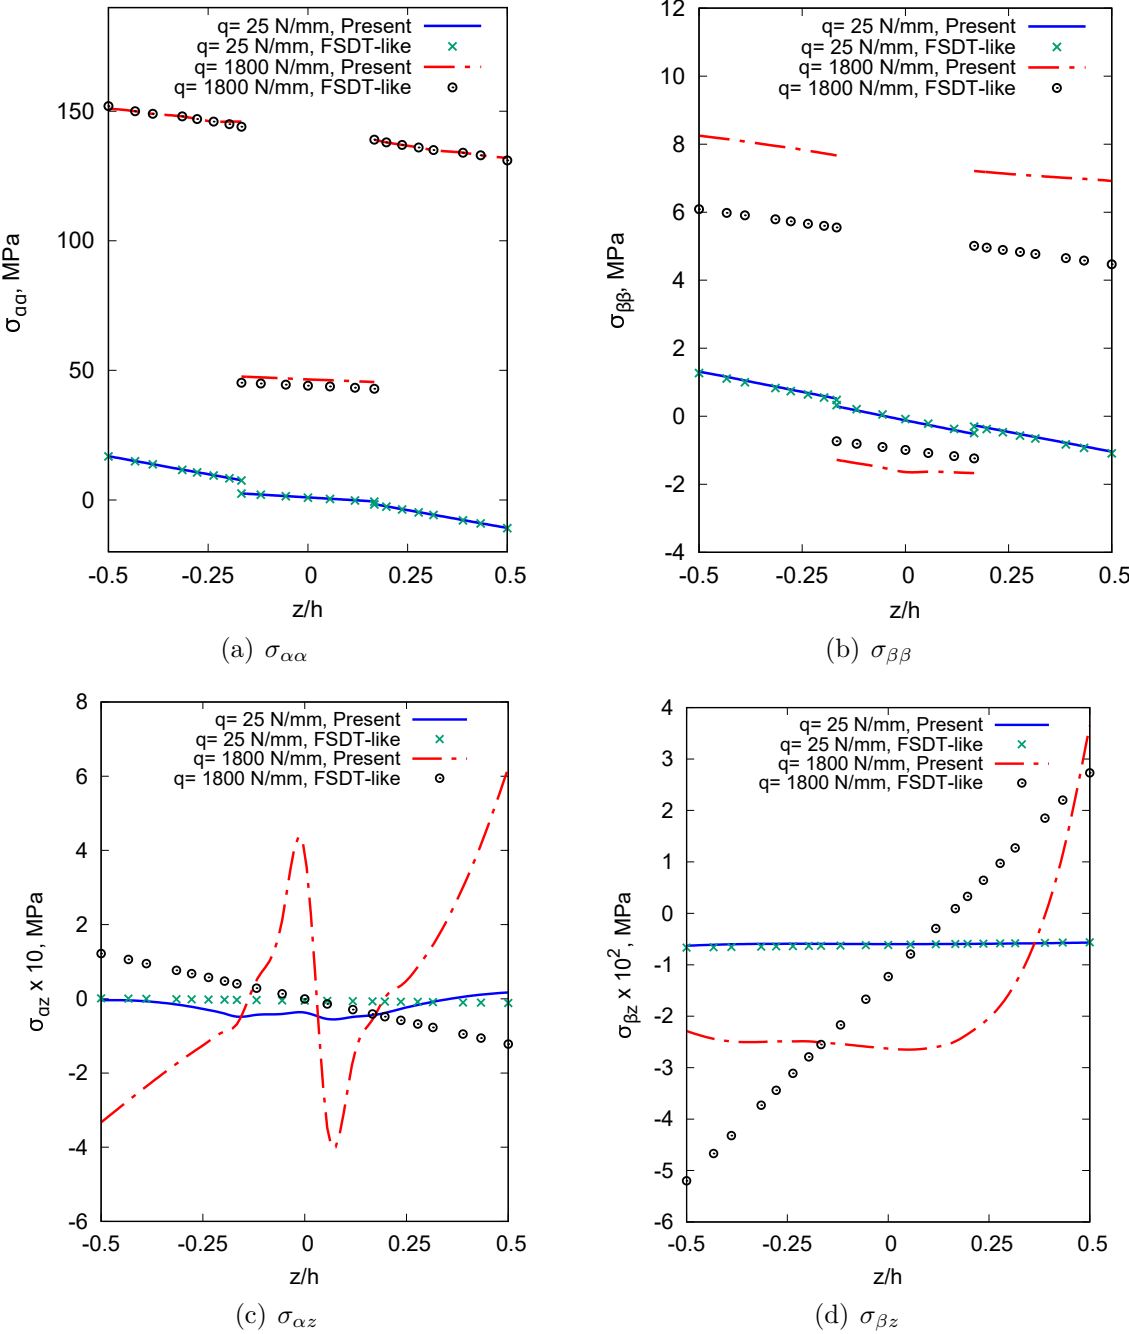 q= 25 N/mm, Present
q= 25 N/mm, FSDT-like
q= 1800 N/mm, Present
q= 1800 N/mm, FSDT-like
150
100
50
0
σαα, MPa
-0.5
-0.25
0
0.25
0.5
z/h
(a) σαα
q= 25 N/mm, Present
q= 25 N/mm, FSDT-like
q= 1800 N/mm, Present
q= 1800 N/mm, FSDT-like
12
10
8
6
4
2
0
-2
-4
σββ, MPa
-0.5
-0.25
0
0.25
0.5
z/h
(b) σββ
q= 25 N/mm, Present
q= 25 N/mm, FSDT-like
q= 1800 N/mm, Present
q= 1800 N/mm, FSDT-like
8
6
4
2
0
-2
-4
-6
σαz x 10, MPa
-0.5
-0.25
0
0.25
0.5
z/h
(c) σαz
q= 25 N/mm, Present
q= 25 N/mm, FSDT-like
q= 1800 N/mm, Present
q= 1800 N/mm, FSDT-like
4
3
2
1
0
-1
-2
-3
-4
-5
-6
σβz x 10², MPa
-0.5
-0.25
0
0.25
0.5
z/h
(d) σβz